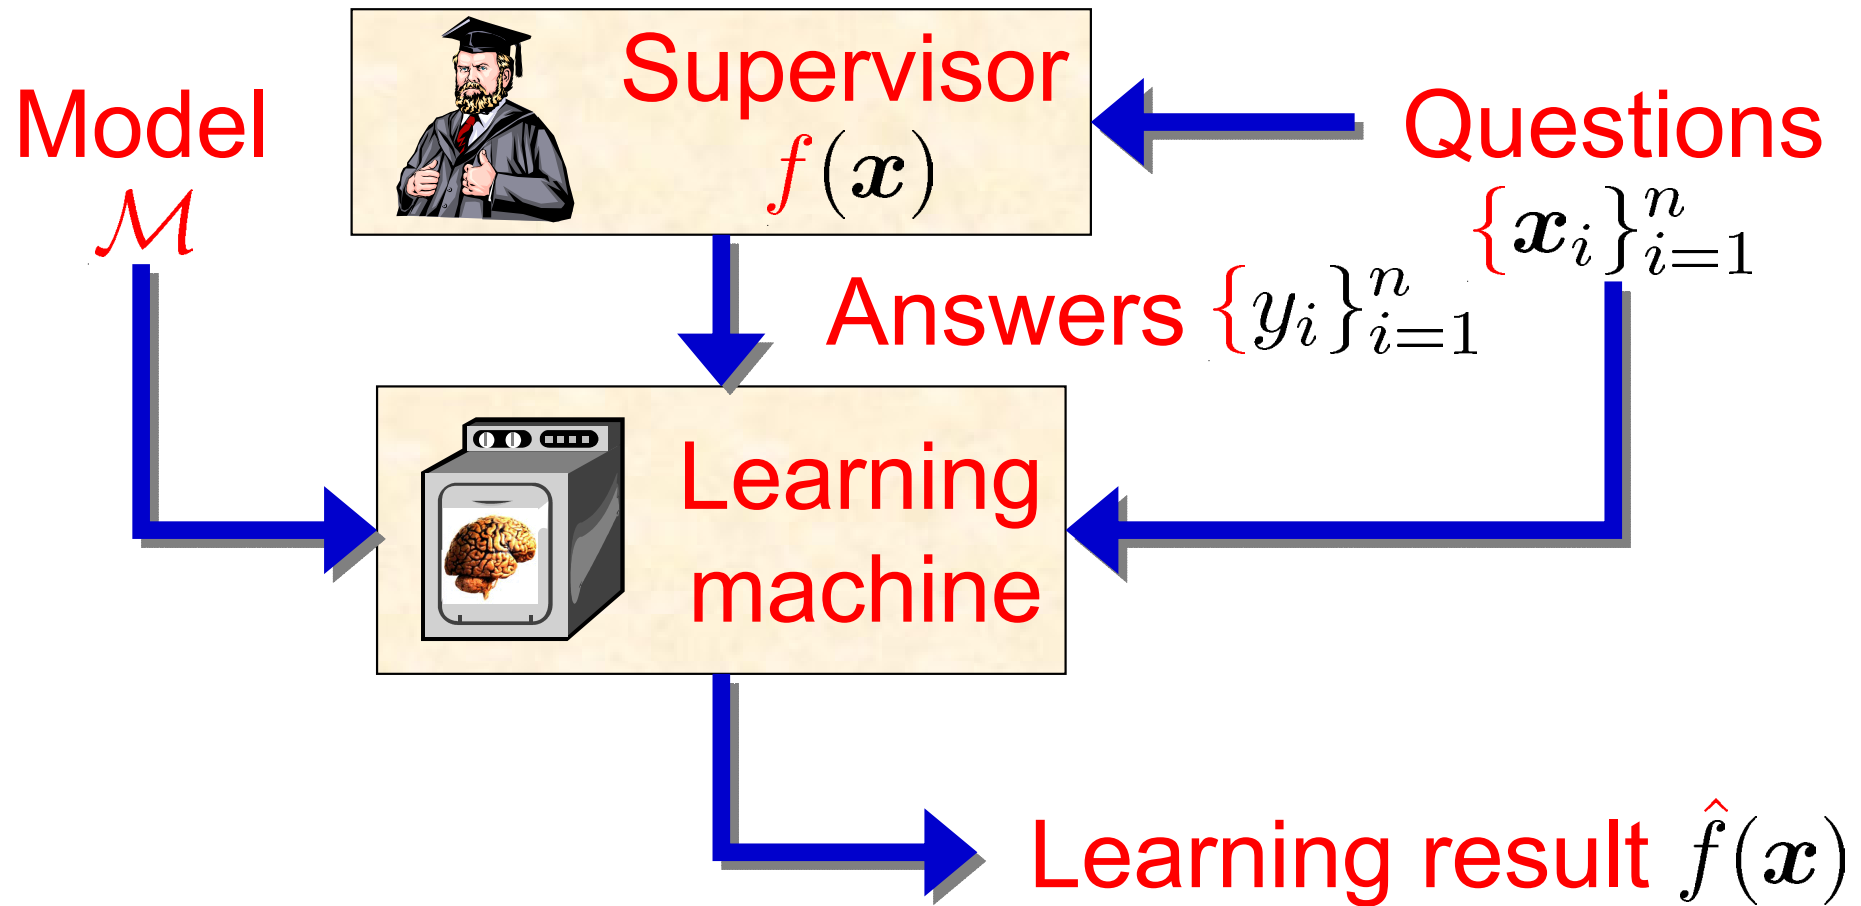 Supervisor
f(x)
Model
ℳ
Questions
{x_i}_{i=1}^n
Answers {y_i}_{i=1}^n
Learning
machine
Learning result f̂(x)